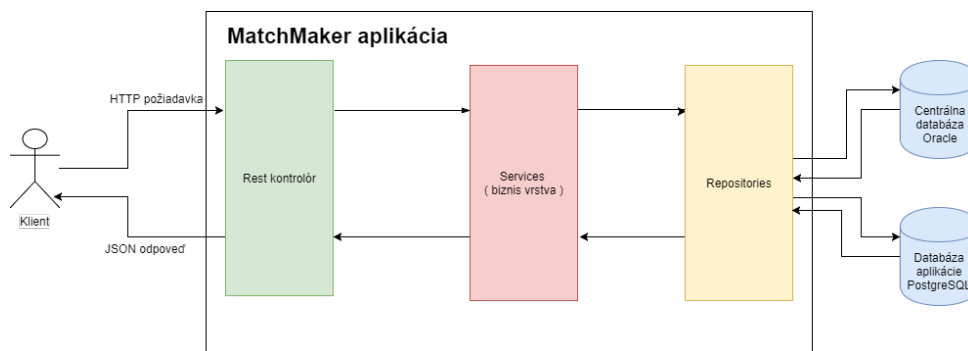 MatchMaker aplikácia
HTTP požiadavka
Klient
JSON odpoveď
Rest kontrolór
Services
( biznis vrstva )
Repositories
Centrálna
databáza
Oracle
Databáza
aplikácie
PostgreSQL